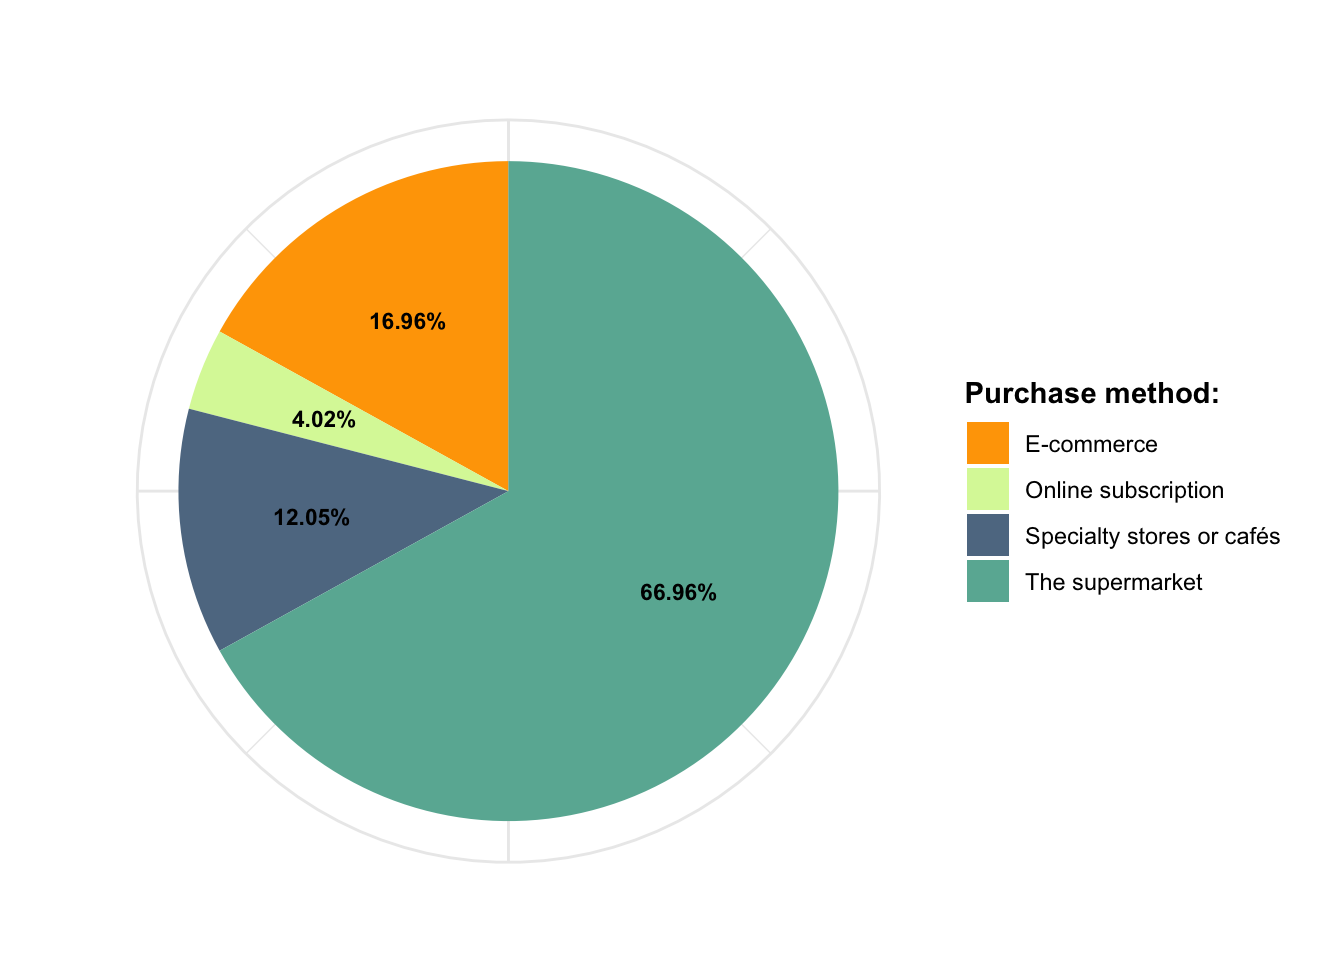 16.96%
4.02%
12.05%
66.96%
Purchase method:
E-commerce
Online subscription
Specialty stores or cafés
The supermarket